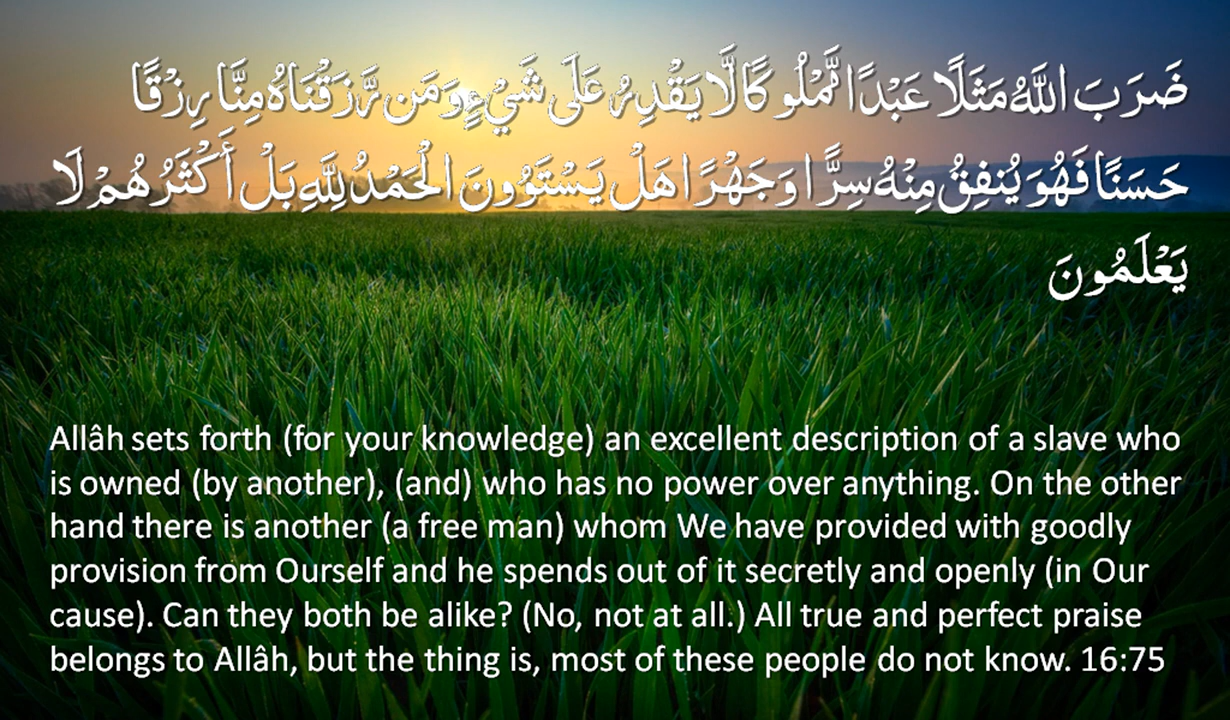 ضَرَبَ اللَّهُ مَثَلًا عَبْدًا مَّمْلُوكًا لَّا يَقْدِرُ عَلَىٰ شَيْءٍ وَمَن رَّزَقْنَاهُ مِنَّا رِزْقًا
حَسَنًا فَهُوَ يُنفِقُ مِنْهُ سِرًّا وَجَهْرًا هَلْ يَسْتَوُونَ الْحَمْدُ لِلَّهِ بَلْ أَكْثَرُهُمْ لَا
يَعْلَمُونَ
Allâh sets forth (for your knowledge) an excellent description of a slave who
is owned (by another), (and) who has no power over anything. On the other
hand there is another (a free man) whom We have provided with goodly
provision from Ourself and he spends out of it secretly and openly (in Our
cause). Can they both be alike? (No, not at all.) All true and perfect praise
belongs to Allâh, but the thing is, most of these people do not know. 16:75